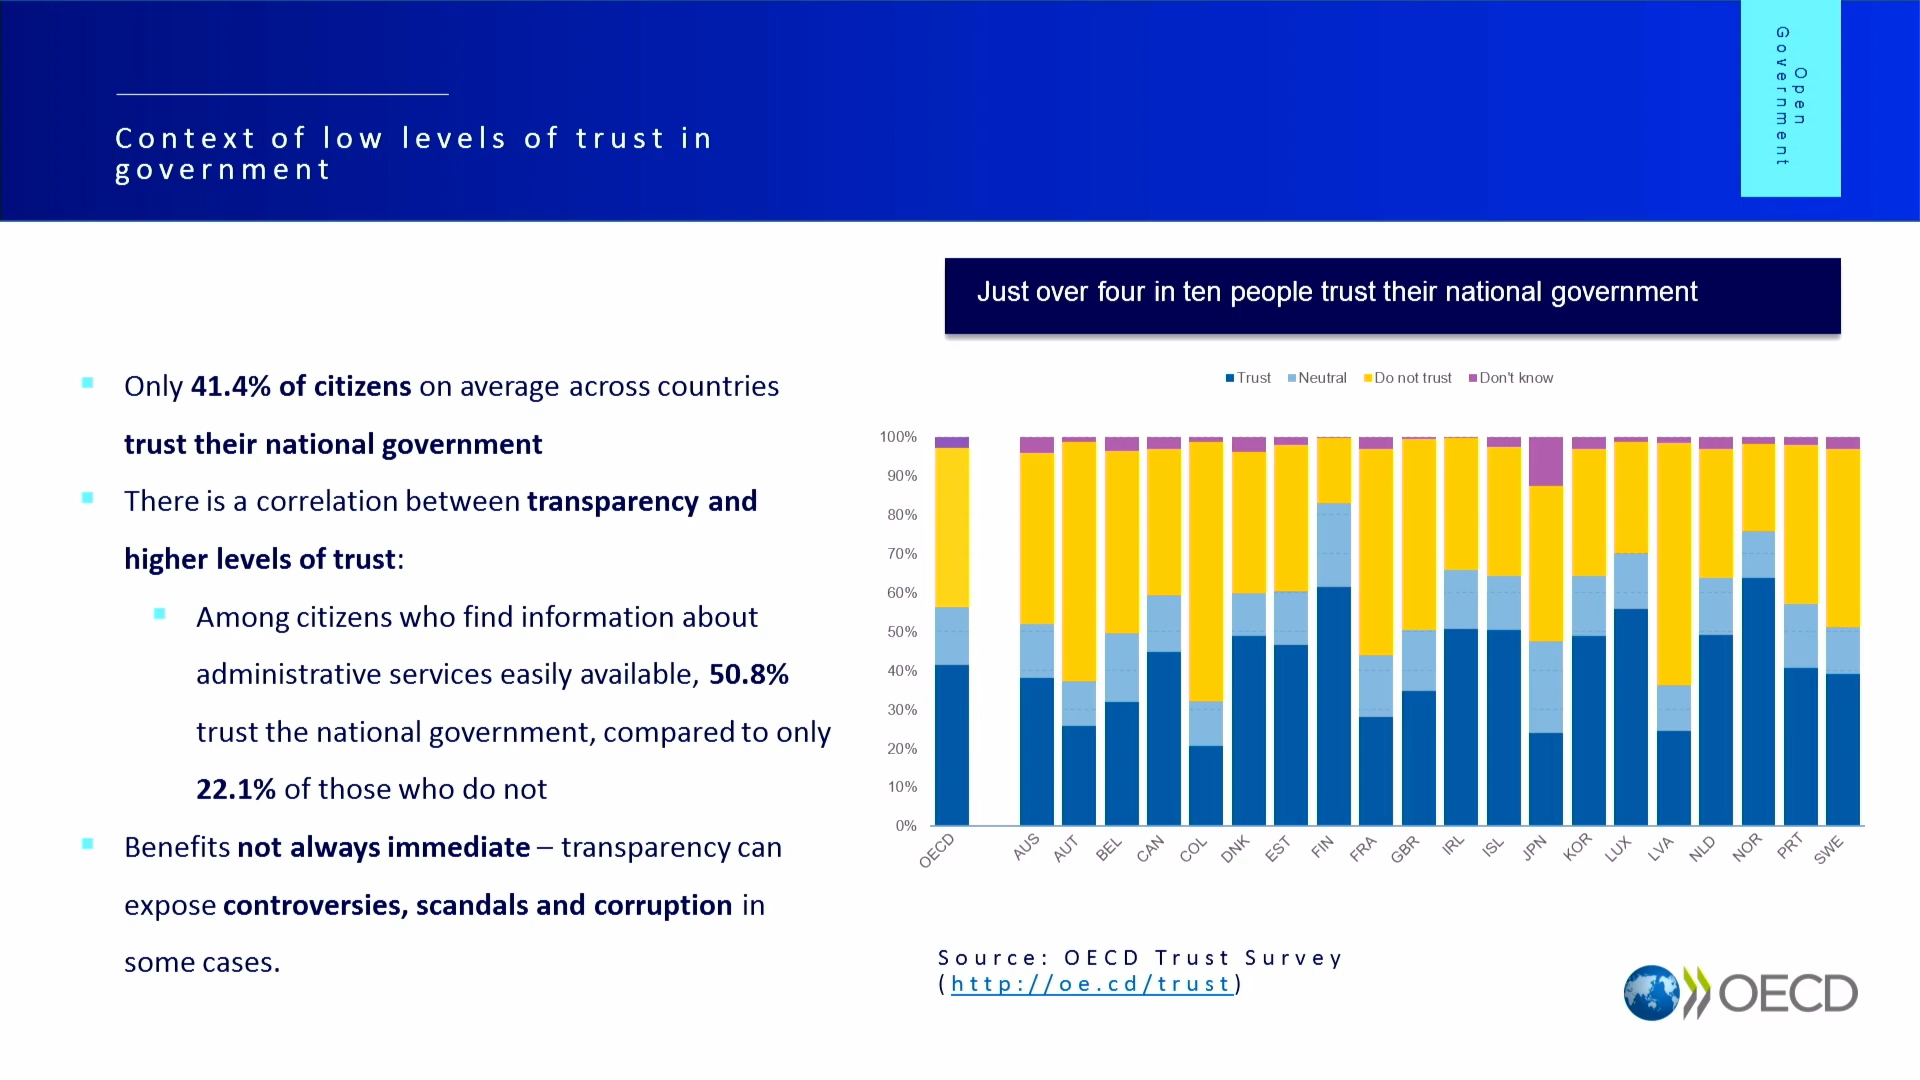 Open
Government
Context of low levels of trust in
government
Only 41.4% of citizens on average across countries
trust their national government
There is a correlation between transparency and
higher levels of trust:
Among citizens who find information about
administrative services easily available, 50.8%
trust the national government, compared to only
22.1% of those who do not
Benefits not always immediate – transparency can
expose controversies, scandals and corruption in
some cases.
Just over four in ten people trust their national government
Trust Neutral Do not trust Don't know
100%
90%
80%
70%
60%
50%
40%
30%
20%
10%
0%
OECD AUS AUT BEL CAN COL DNK EST FIN FRA GBR IRL ISL JPN KOR LUX LVA NLD NOR PRT SWE
Source: OECD Trust Survey
(http://oe.cd/trust)
OECD